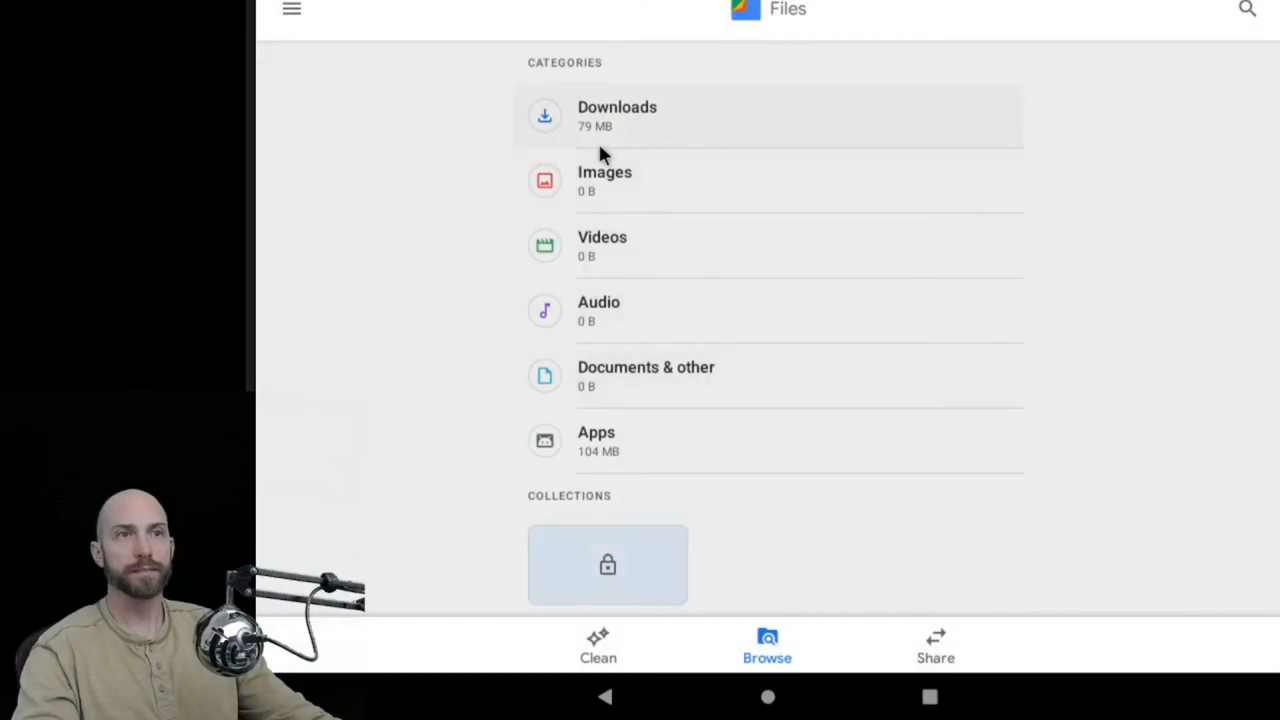 Files
CATEGORIES
Downloads
79 MB
Images
0 B
Videos
0 B
Audio
0 B
Documents & other
0 B
Apps
104 MB
COLLECTIONS
Clean
Browse
Share